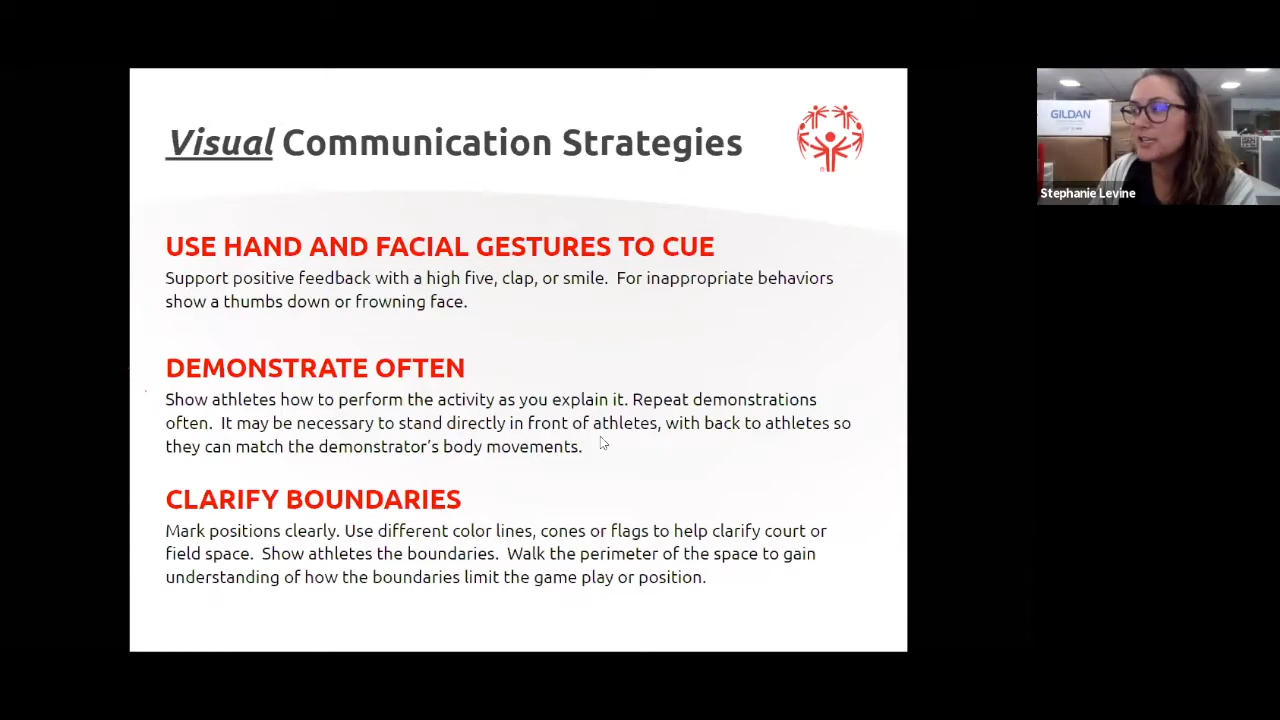 Visual Communication Strategies
GILDAN
Stephanie Levine
USE HAND AND FACIAL GESTURES TO CUE
Support positive feedback with a high five, clap, or smile.  For inappropriate behaviors
show a thumbs down or frowning face.
DEMONSTRATE OFTEN
Show athletes how to perform the activity as you explain it. Repeat demonstrations
often.  It may be necessary to stand directly in front of athletes, with back to athletes so
they can match the demonstrator's body movements.
CLARIFY BOUNDARIES
Mark positions clearly. Use different color lines, cones or flags to help clarify court or
field space.  Show athletes the boundaries.  Walk the perimeter of the space to gain
understanding of how the boundaries limit the game play or position.